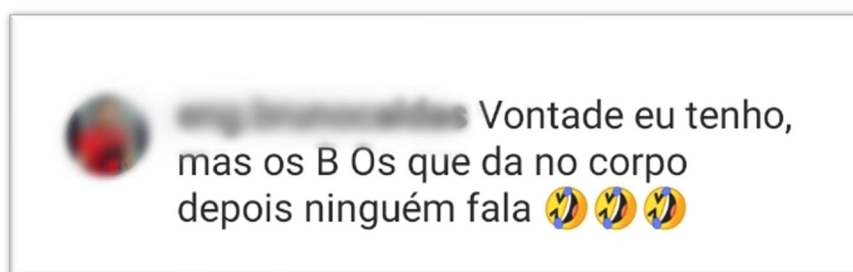 Vontade eu tenho,
mas os B Os que da no corpo
depois ninguém fala 🤣🤣🤣